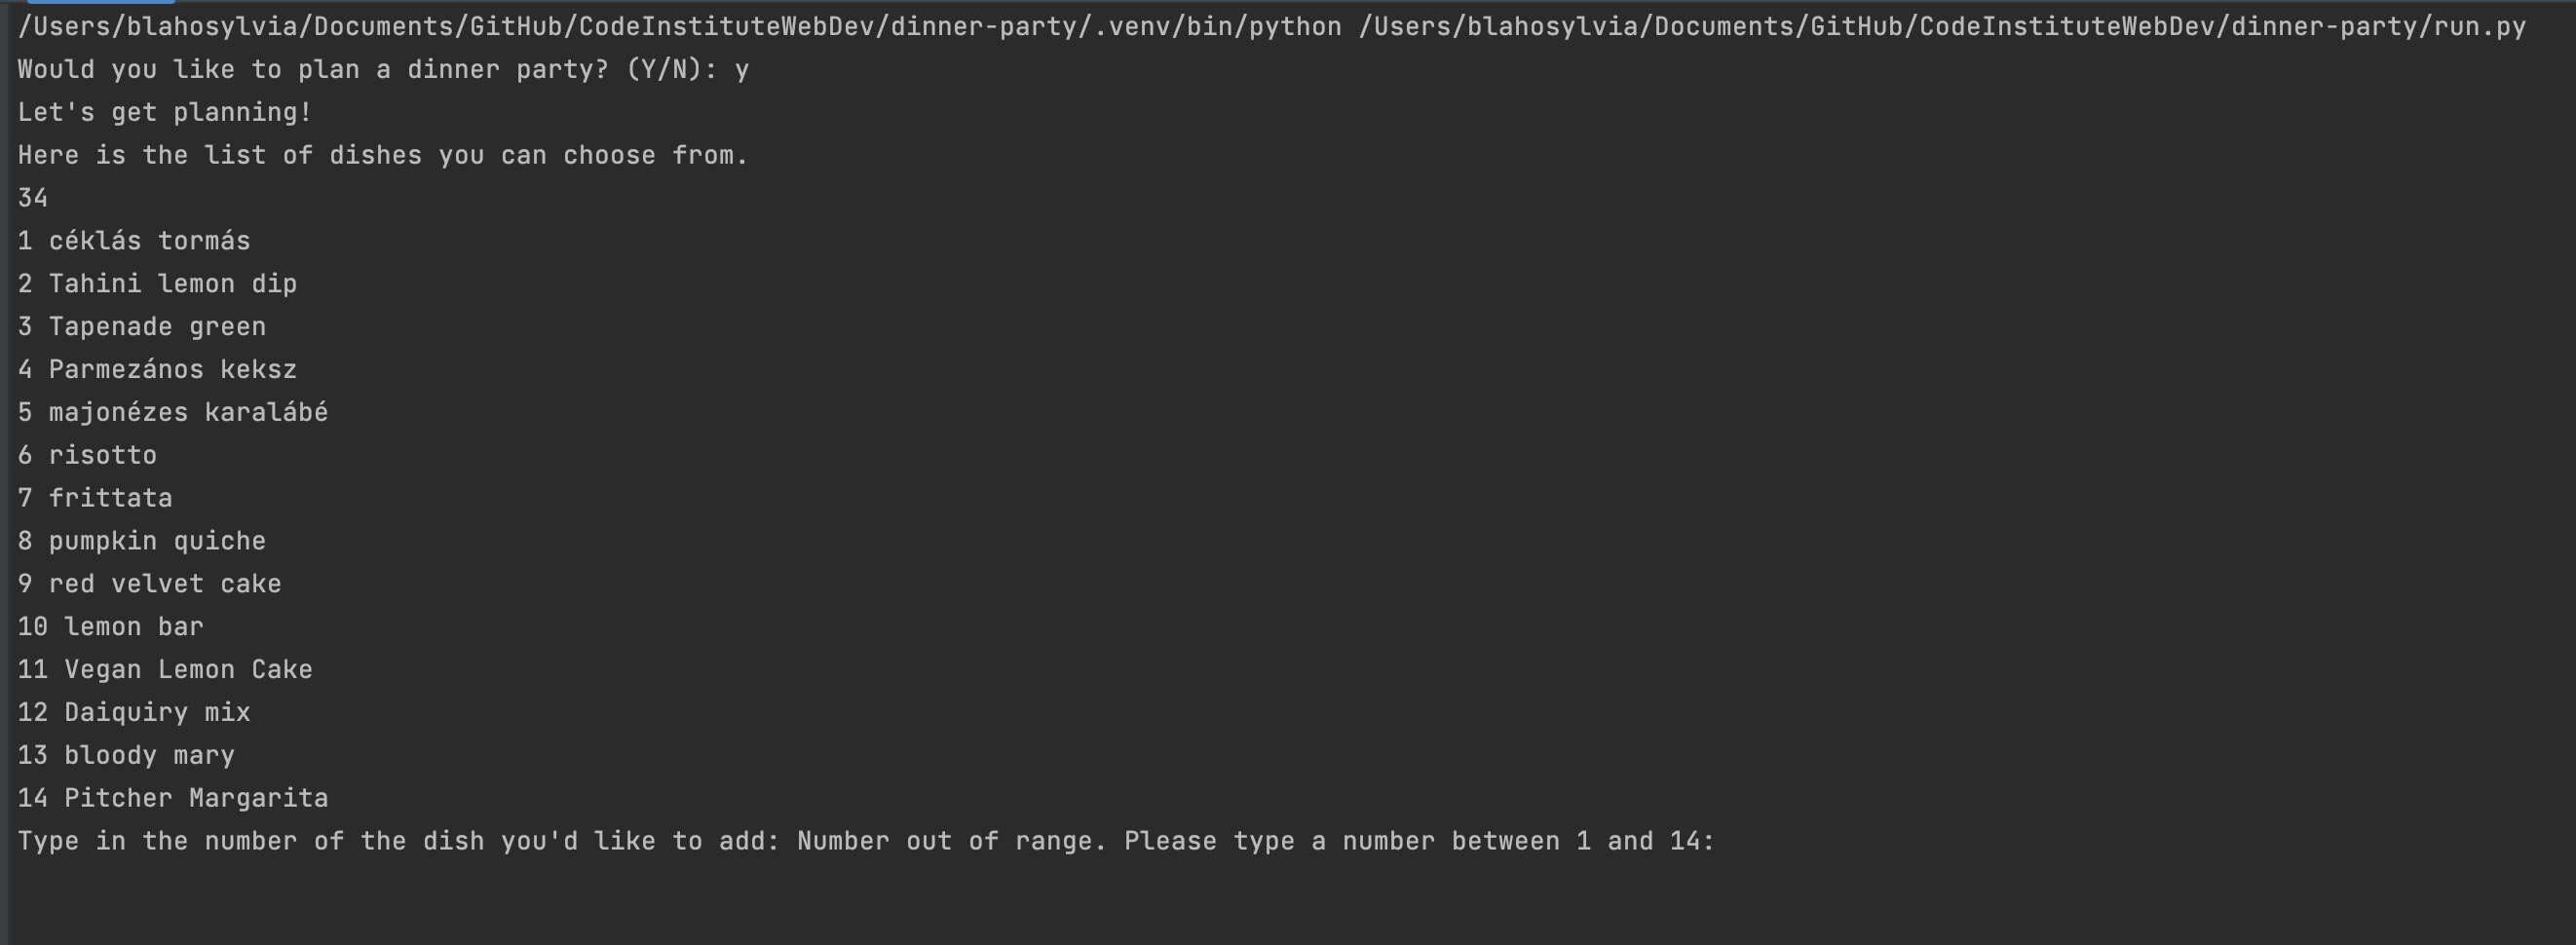 /Users/blahosylvia/Documents/GitHub/CodeInstituteWebDev/dinner-party/.venv/bin/python /Users/blahosylvia/Documents/GitHub/CodeInstituteWebDev/dinner-party/run.py
Would you like to plan a dinner party? (Y/N): y
Let's get planning!
Here is the list of dishes you can choose from.
34
1 céklás tormás
2 Tahini lemon dip
3 Tapenade green
4 Parmezános keksz
5 majonézes karalábé
6 risotto
7 frittata
8 pumpkin quiche
9 red velvet cake
10 lemon bar
11 Vegan Lemon Cake
12 Daiquiry mix
13 bloody mary
14 Pitcher Margarita
Type in the number of the dish you'd like to add: Number out of range. Please type a number between 1 and 14: